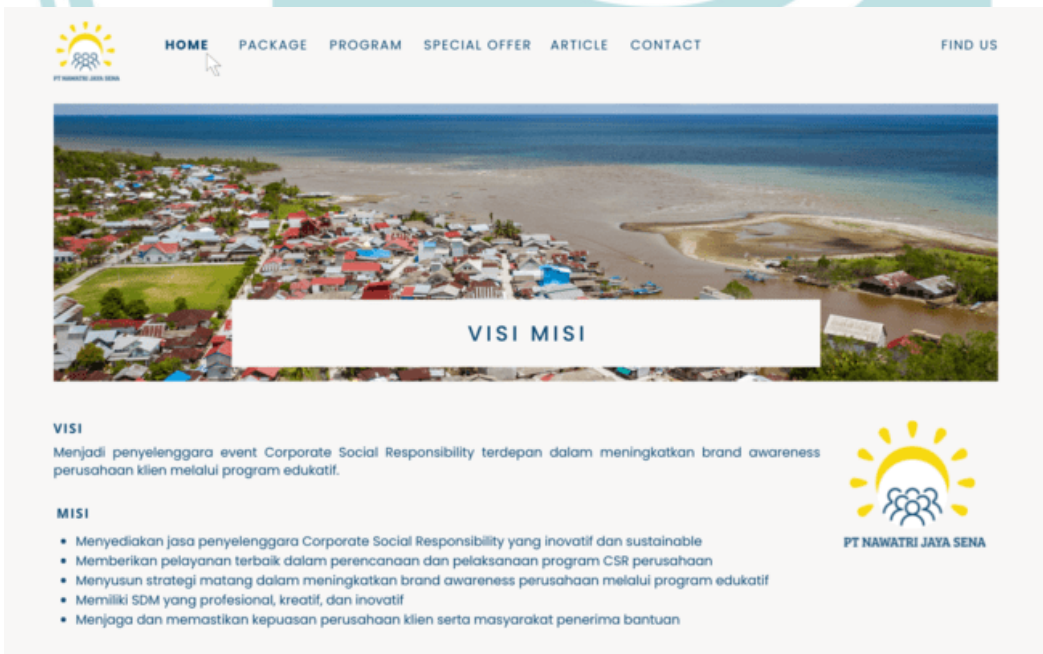 HOME PACKAGE PROGRAM SPECIAL OFFER ARTICLE CONTACT FIND US
PT NAWATRI JAYA SENA
VISI MISI
VISI
Menjadi penyelenggara event Corporate Social Responsibility terdepan dalam meningkatkan brand awareness
perusahaan klien melalui program edukatif.
MISI
• Menyediakan jasa penyelenggara Corporate Social Responsibility yang inovatif dan sustainable
• Memberikan pelayanan terbaik dalam perencanaan dan pelaksanaan program CSR perusahaan
• Menyusun strategi matang dalam meningkatkan brand awareness perusahaan melalui program edukatif
• Memiliki SDM yang profesional, kreatif, dan inovatif
• Menjaga dan memastikan kepuasan perusahaan klien serta masyarakat penerima bantuan
PT NAWATRI JAYA SENA